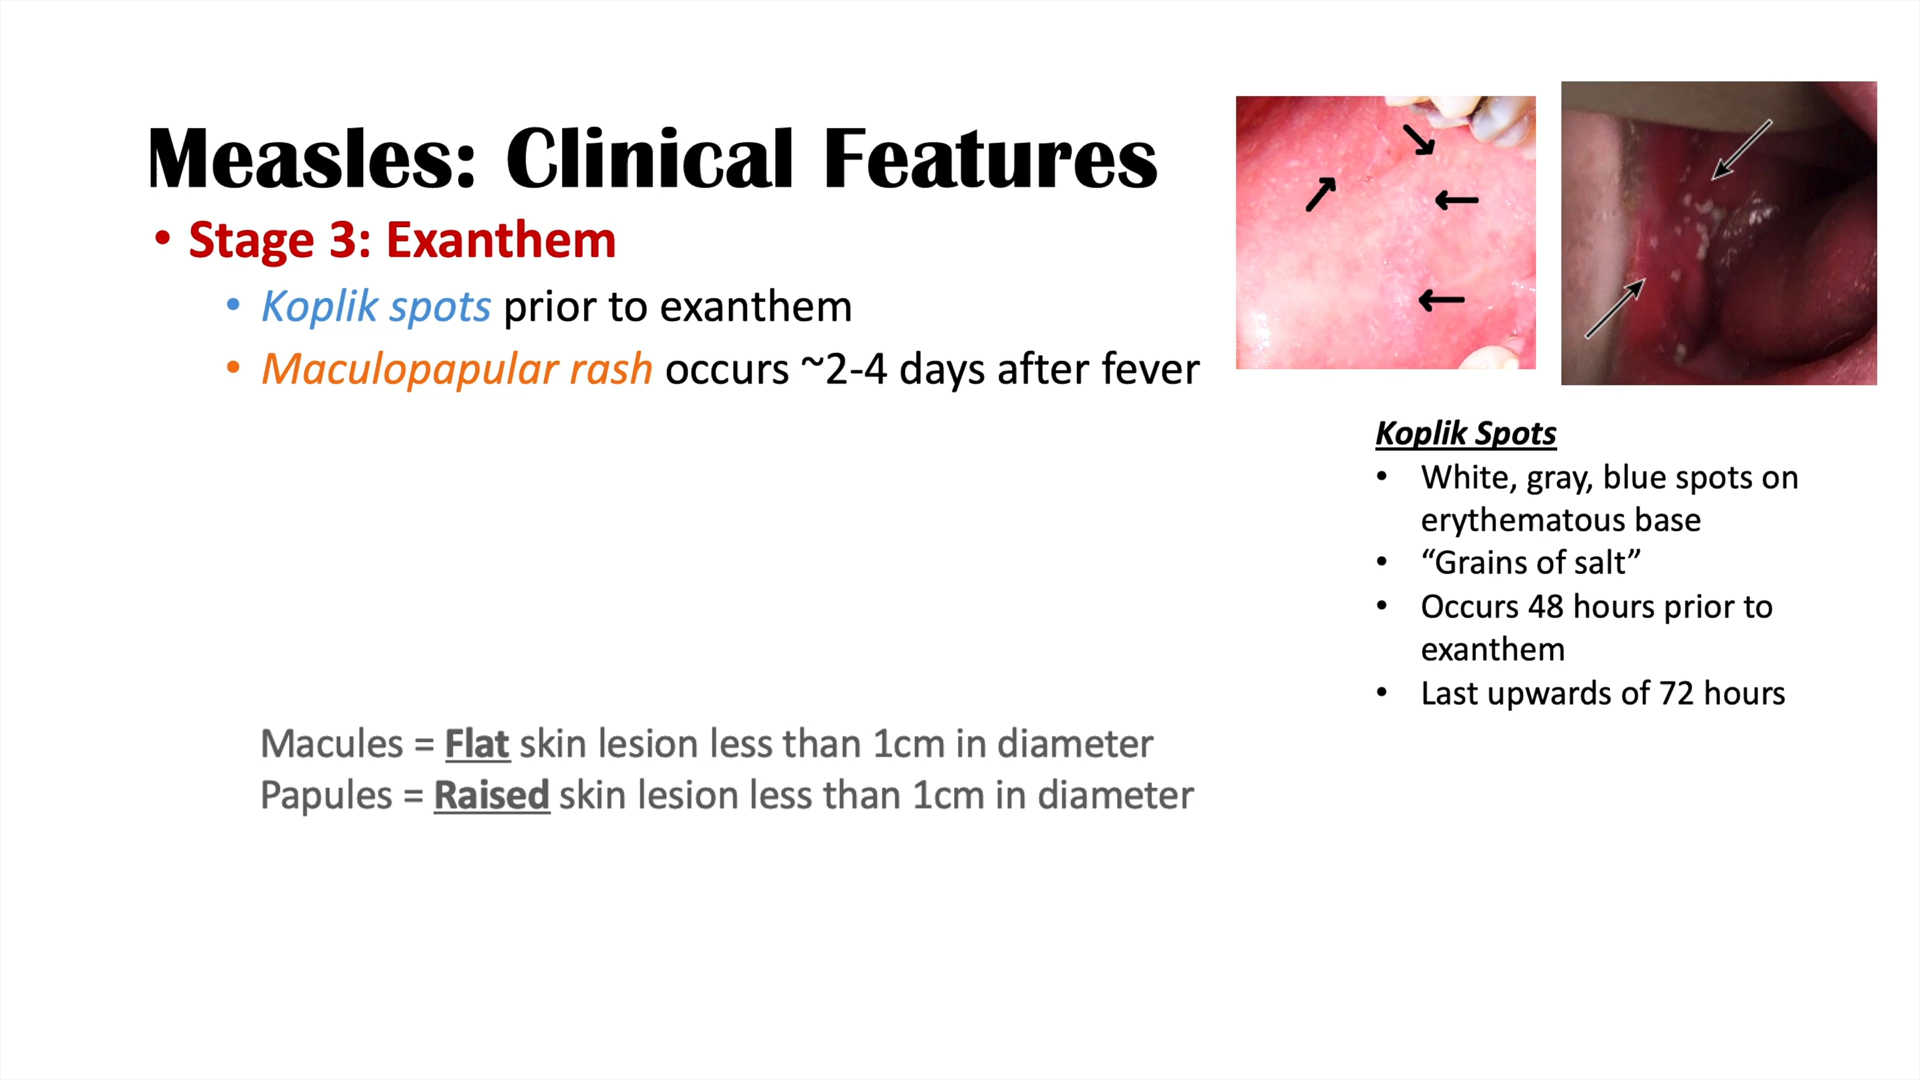 Measles: Clinical Features
• Stage 3: Exanthem
• Koplik spots prior to exanthem
• Maculopapular rash occurs ~2-4 days after fever
Macules = Flat skin lesion less than 1cm in diameter
Papules = Raised skin lesion less than 1cm in diameter
Koplik Spots
• White, gray, blue spots on
erythematous base
• “Grains of salt”
• Occurs 48 hours prior to
exanthem
• Last upwards of 72 hours